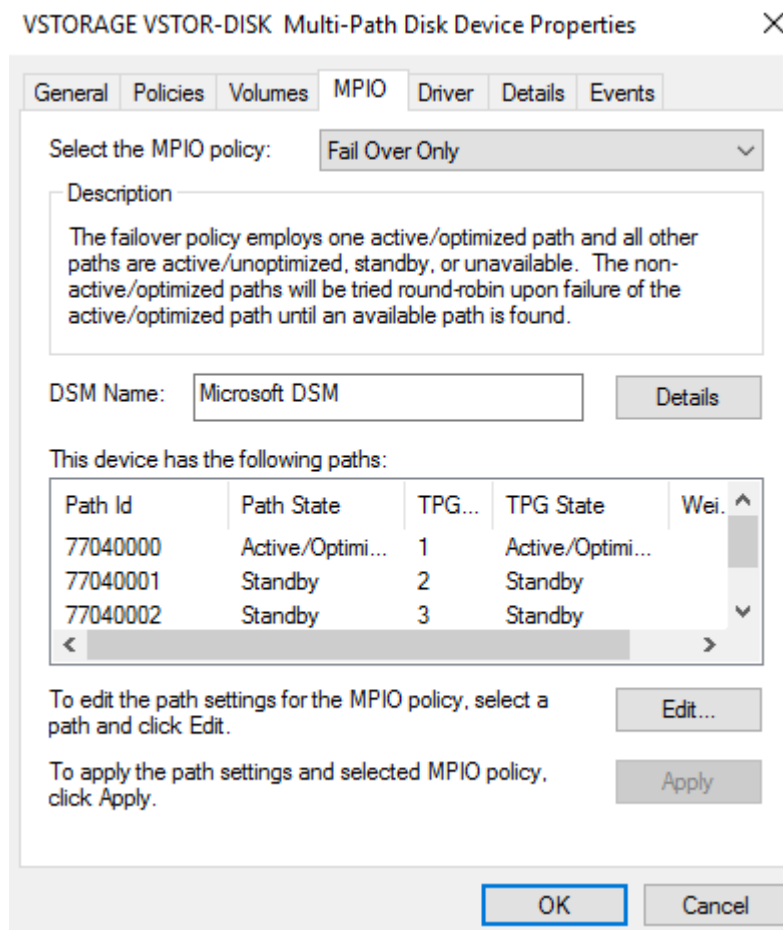 VSTORAGE VSTOR-DISK  Multi-Path Disk Device Properties
General Policies Volumes MPIO Driver Details Events
Select the MPIO policy: Fail Over Only
Description
The failover policy employs one active/optimized path and all other
paths are active/unoptimized, standby, or unavailable.  The non-
active/optimized paths will be tried round-robin upon failure of the
active/optimized path until an available path is found.
DSM Name: Microsoft DSM Details
This device has the following paths:
Path Id Path State TPG... TPG State Wei.
77040000 Active/Optimi... 1 Active/Optimi...
77040001 Standby 2 Standby
77040002 Standby 3 Standby
To edit the path settings for the MPIO policy, select a
path and click Edit.
Edit...
To apply the path settings and selected MPIO policy,
click Apply.
Apply
OK Cancel